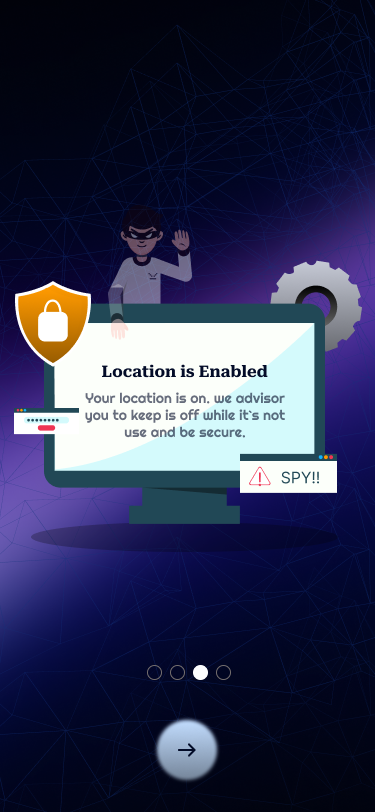 Location is Enabled
Your location is on. we advisor
you to keep is off while it's not
use and be secure.
SPY!!